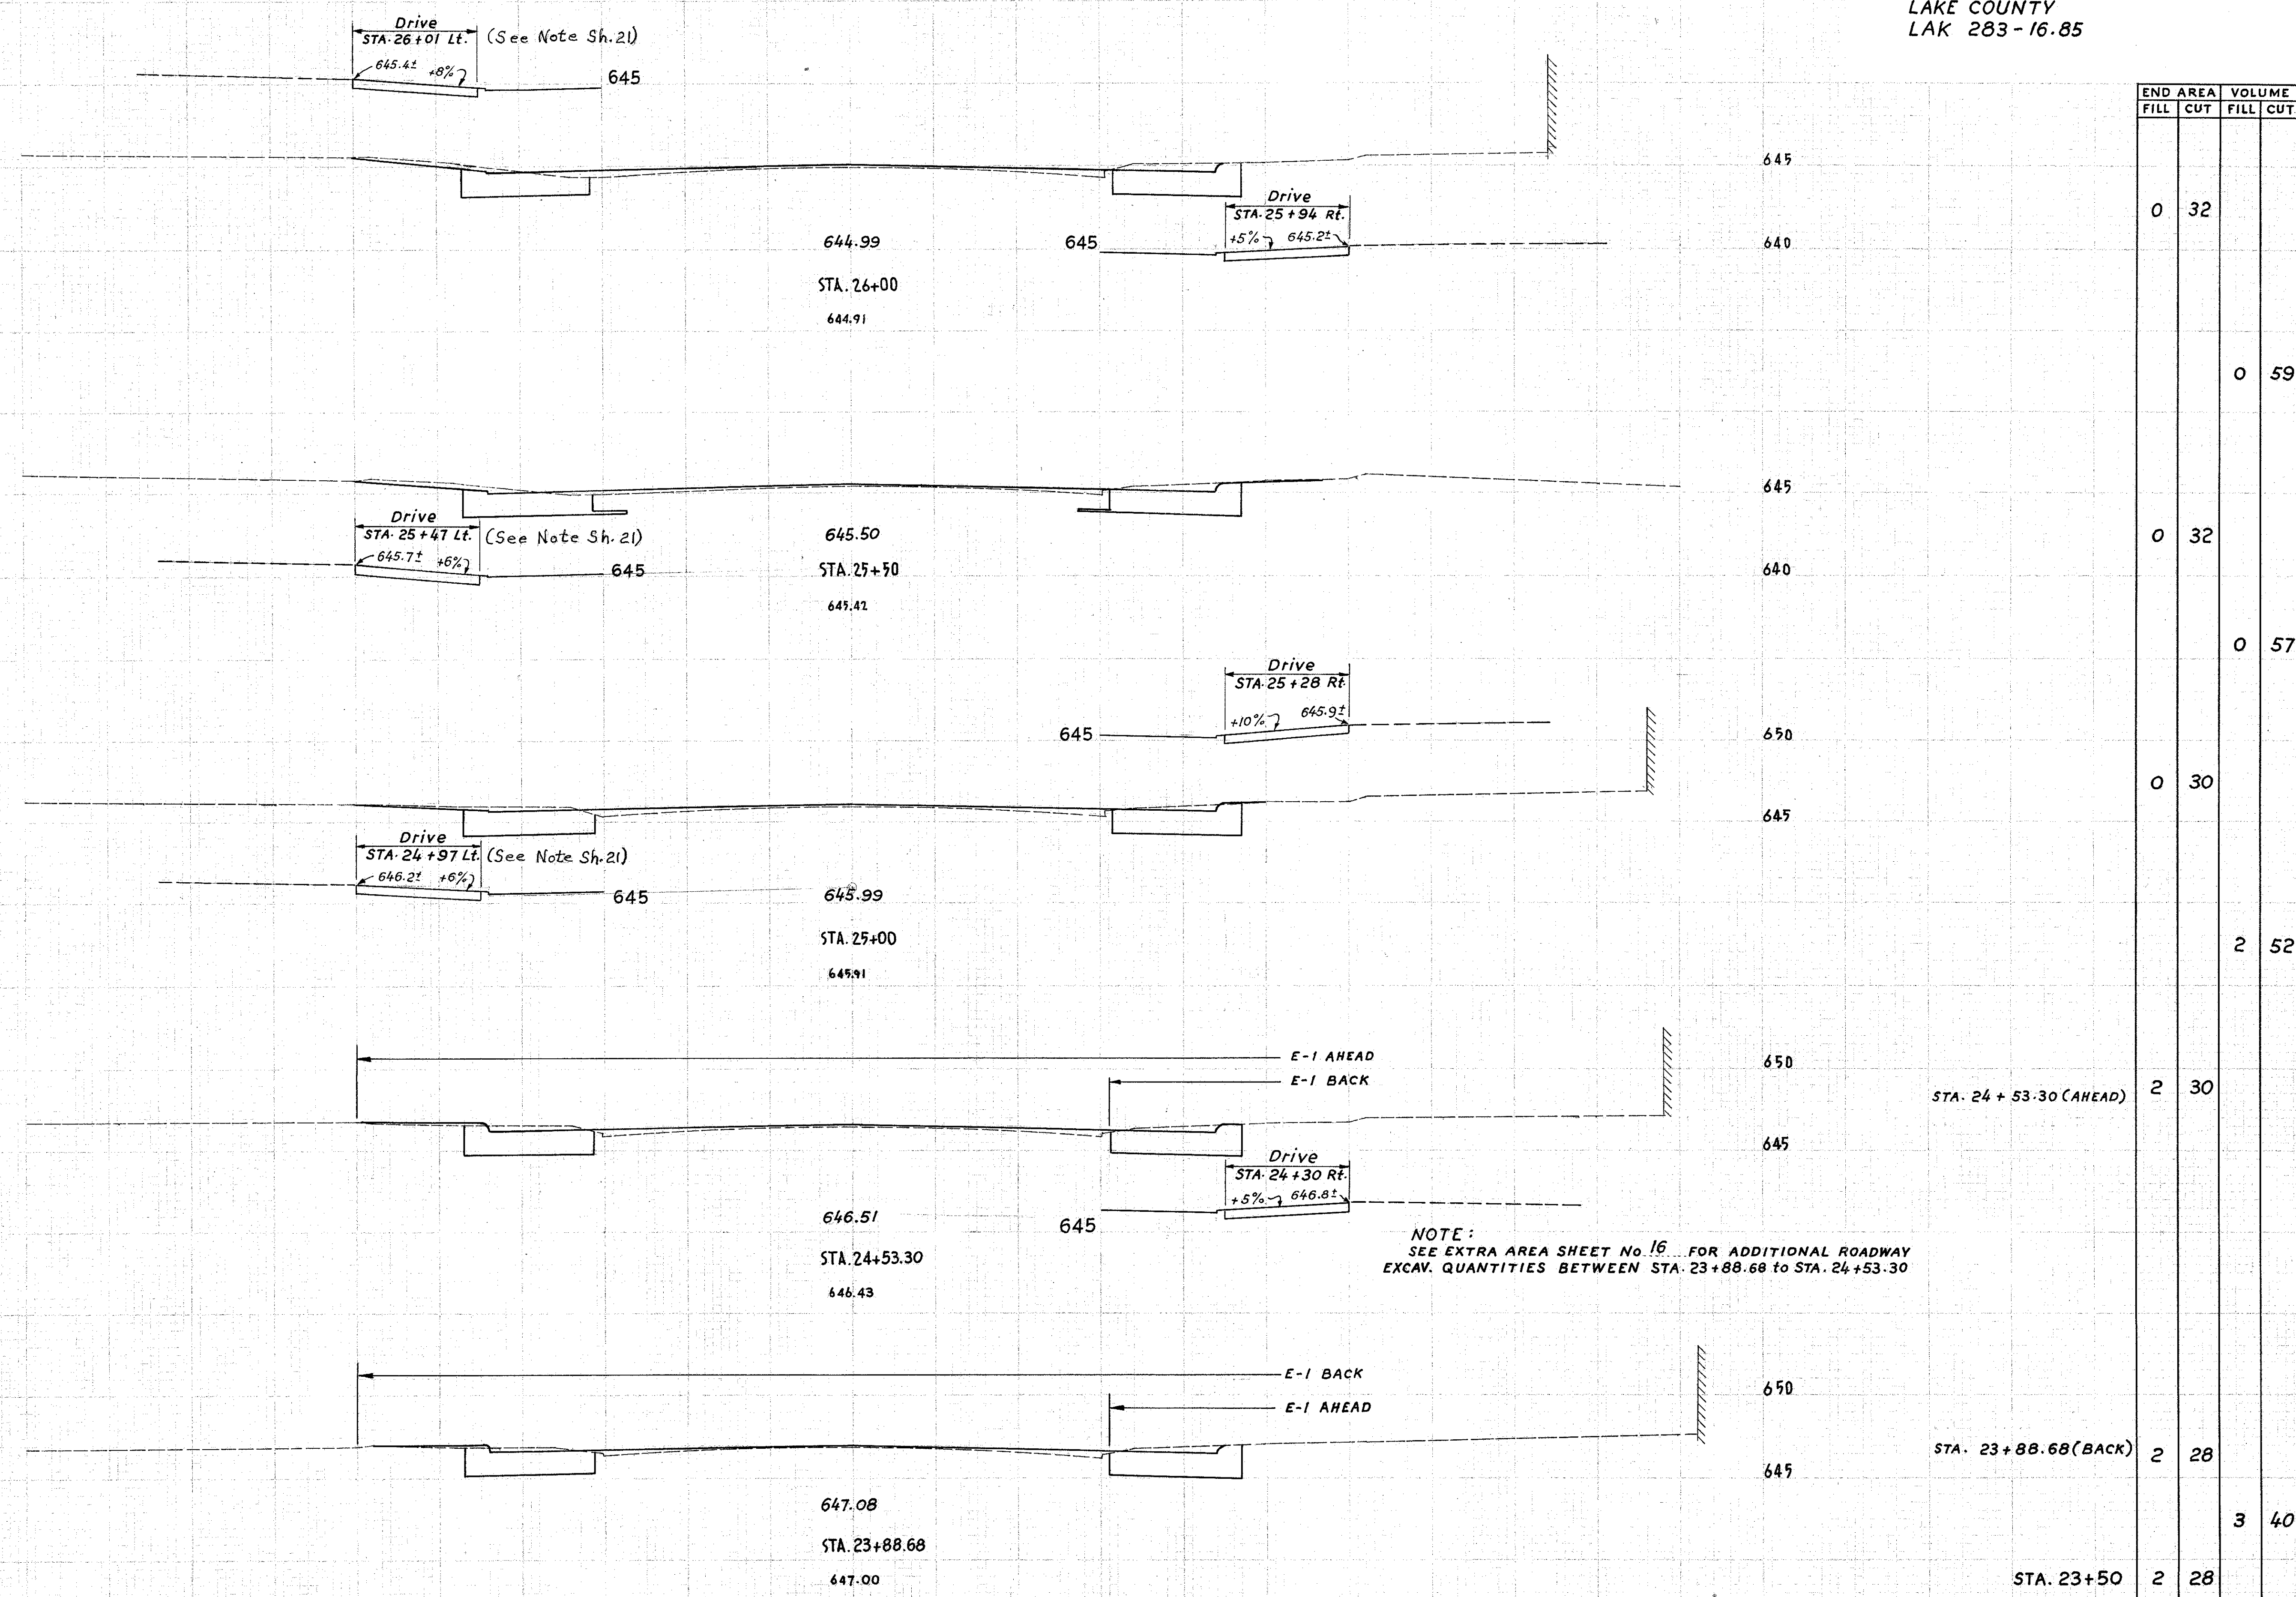 LAKE COUNTY
LAK 283-16.85
END AREA VOLUME
FILL CUT FILL CUT
Drive
STA. 26+01 Lt. (See Note Sh. 21)
645.4± +8%
645
645
0 32
Drive
STA. 25+94 Rt.
+5% 645.2±
644.99 645 640
STA. 26+00
644.91
0 59
645
Drive
STA. 25+47 Lt. (See Note Sh. 21)
645.50
0 32
645.7± +6%
645 STA. 25+50 640
645.42
0 57
Drive
STA. 25+28 Rt.
+10% 645.9±
645 650
0 30
645
Drive
STA. 24+97 Lt. (See Note Sh. 21)
646.2± +6%
645 645.99
STA. 25+00
645.91
2 52
E-1 AHEAD
650
E-1 BACK
STA. 24+53.30 (AHEAD) 2 30
645
Drive
STA. 24+30 Rt.
+5% 646.8±
646.51 645
NOTE:
SEE EXTRA AREA SHEET No. 16 FOR ADDITIONAL ROADWAY
STA. 24+53.30
EXCAV. QUANTITIES BETWEEN STA. 23+88.68 to STA. 24+53.30
646.43
E-1 BACK
650
E-1 AHEAD
STA. 23+88.68 (BACK) 2 28
645
647.08
3 40
STA. 23+88.68
647.00
STA. 23+50 2 28